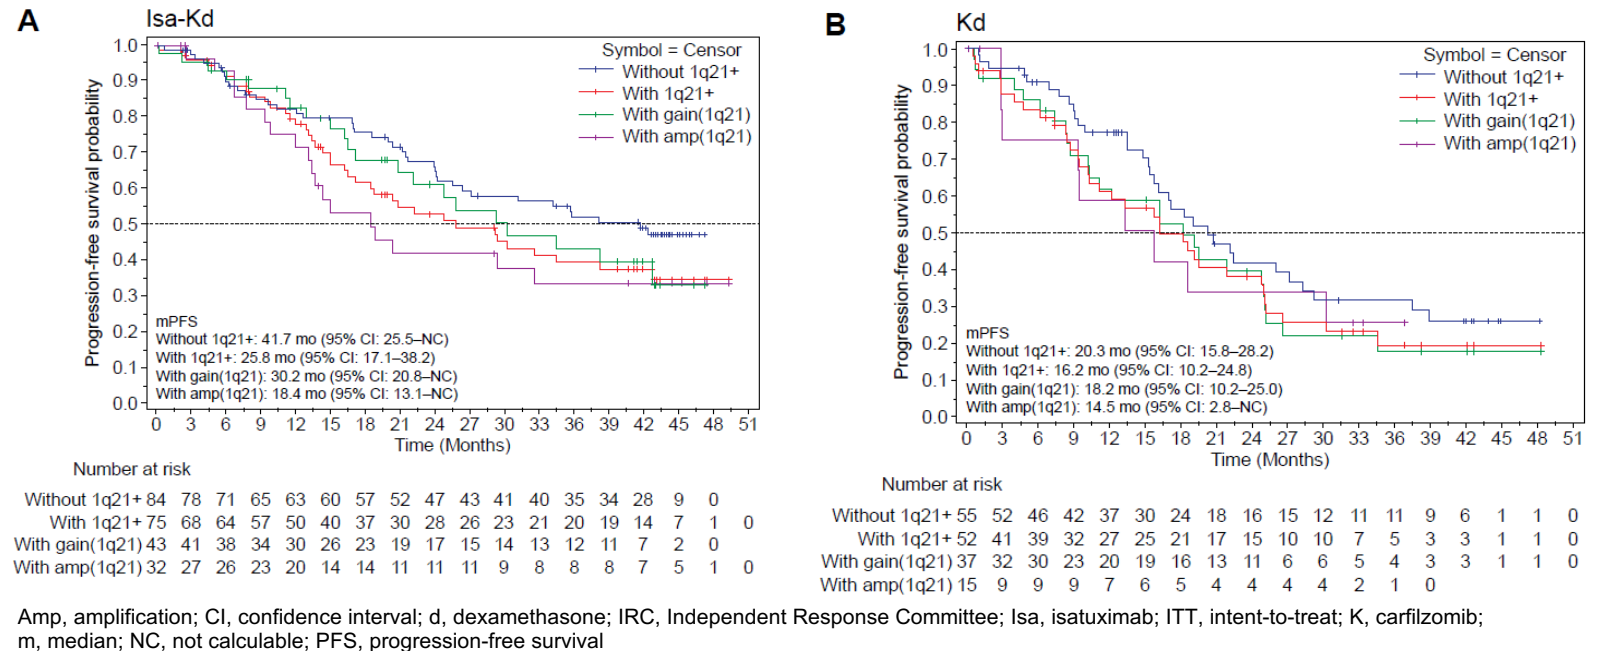 A
Isa-Kd
Progression-free survival probability
1.0
0.9
0.8
0.7
0.6
0.5
0.4
0.3
0.2
0.1
0.0
Symbol = Censor
Without 1q21+
With 1q21+
With gain(1q21)
With amp(1q21)
mPFS
Without 1q21+: 41.7 mo (95% CI: 25.5–NC)
With 1q21+: 25.8 mo (95% CI: 17.1–38.2)
With gain(1q21): 30.2 mo (95% CI: 20.8–NC)
With amp(1q21): 18.4 mo (95% CI: 13.1–NC)
0 3 6 9 12 15 18 21 24 27 30 33 36 39 42 45 48 51
Time (Months)
Number at risk
Without 1q21+ 84 78 71 65 63 60 57 52 47 43 41 40 35 34 28 9 0
With 1q21+ 75 68 64 57 50 40 37 30 28 26 23 21 20 19 14 7 1 0
With gain(1q21) 43 41 38 34 30 26 23 19 17 15 14 13 12 11 7 2 0
With amp(1q21) 32 27 26 23 20 14 14 11 11 11 9 8 8 8 7 5 1 0
B
Kd
Progression-free survival probability
1.0
0.9
0.8
0.7
0.6
0.5
0.4
0.3
0.2
0.1
0.0
Symbol = Censor
Without 1q21+
With 1q21+
With gain(1q21)
With amp(1q21)
mPFS
Without 1q21+: 20.3 mo (95% CI: 15.8–28.2)
With 1q21+: 16.2 mo (95% CI: 10.2–24.8)
With gain(1q21): 18.2 mo (95% CI: 10.2–25.0)
With amp(1q21): 14.5 mo (95% CI: 2.8–NC)
0 3 6 9 12 15 18 21 24 27 30 33 36 39 42 45 48 51
Time (Months)
Number at risk
Without 1q21+ 55 52 46 42 37 30 24 18 16 15 12 11 11 9 6 1 1 0
With 1q21+ 52 41 39 32 27 25 21 17 15 10 10 7 5 3 3 1 1 0
With gain(1q21) 37 32 30 23 20 19 16 13 11 6 6 5 4 3 3 1 1 0
With amp(1q21) 15 9 9 9 7 6 5 4 4 4 4 2 1 0
Amp, amplification; CI, confidence interval; d, dexamethasone; IRC, Independent Response Committee; Isa, isatuximab; ITT, intent-to-treat; K, carfilzomib;
m, median; NC, not calculable; PFS, progression-free survival